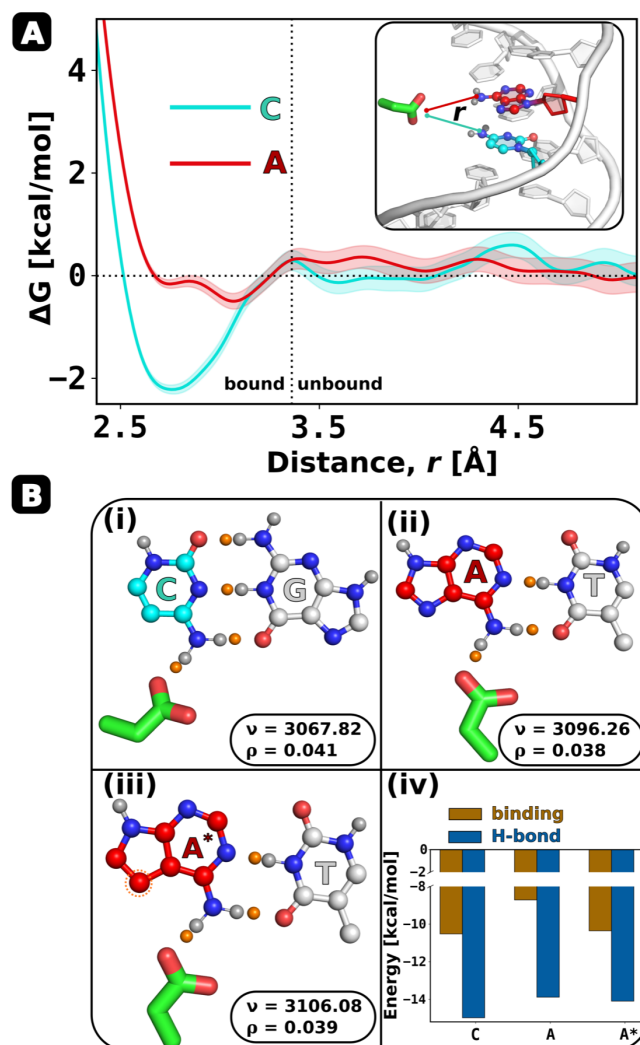 A
ΔG [kcal/mol]
4
2
0
−2
C
A
r
bound
unbound
2.5
3.5
4.5
Distance, r [Å]
B
(i)
C
G
ν = 3067.82
ρ = 0.041
(ii)
A
T
ν = 3096.26
ρ = 0.038
(iii)
A*
T
ν = 3106.08
ρ = 0.039
(iv)
binding
H-bond
Energy [kcal/mol]
0
−2
−8
−10
−12
−14
C
A
A*